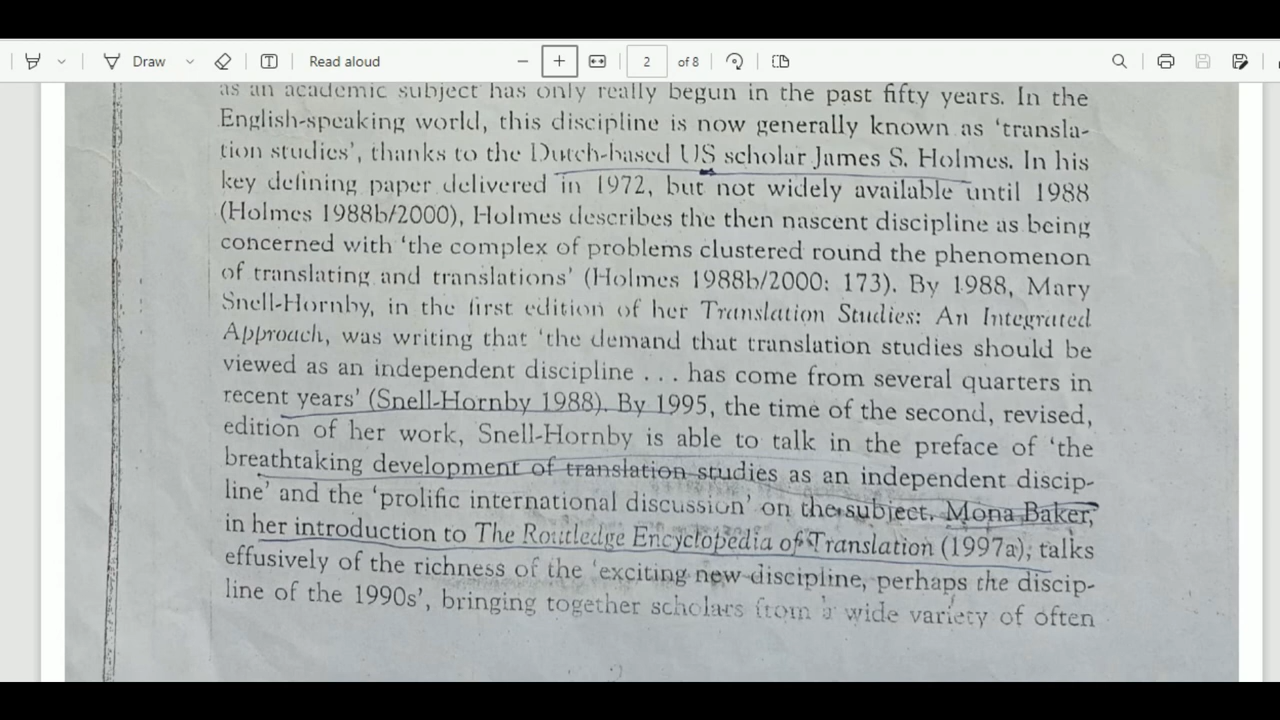 Draw
Read aloud
2
of 8
as an academic subject has only really begun in the past fifty years. In the
English-speaking world, this discipline is now generally known as ‘transla-
tion studies’, thanks to the Dutch-based US scholar James S. Holmes. In his
key defining paper delivered in 1972, but not widely available until 1988
(Holmes 1988b/2000), Holmes describes the then nascent discipline as being
concerned with ‘the complex of problems clustered round the phenomenon
of translating and translations’ (Holmes 1988b/2000: 173). By 1988, Mary
Snell-Hornby, in the first edition of her Translation Studies: An Integrated
Approach, was writing that ‘the demand that translation studies should be
viewed as an independent discipline . . . has come from several quarters in
recent years’ (Snell-Hornby 1988). By 1995, the time of the second, revised,
edition of her work, Snell-Hornby is able to talk in the preface of ‘the
breathtaking development of translation studies as an independent discip-
line’ and the ‘prolific international discussion’ on the subject. Mona Baker,
in her introduction to The Routledge Encyclopedia of Translation (1997a), talks
effusively of the richness of the ‘exciting new discipline, perhaps the discip-
line of the 1990s’, bringing together scholars from a wide variety of often